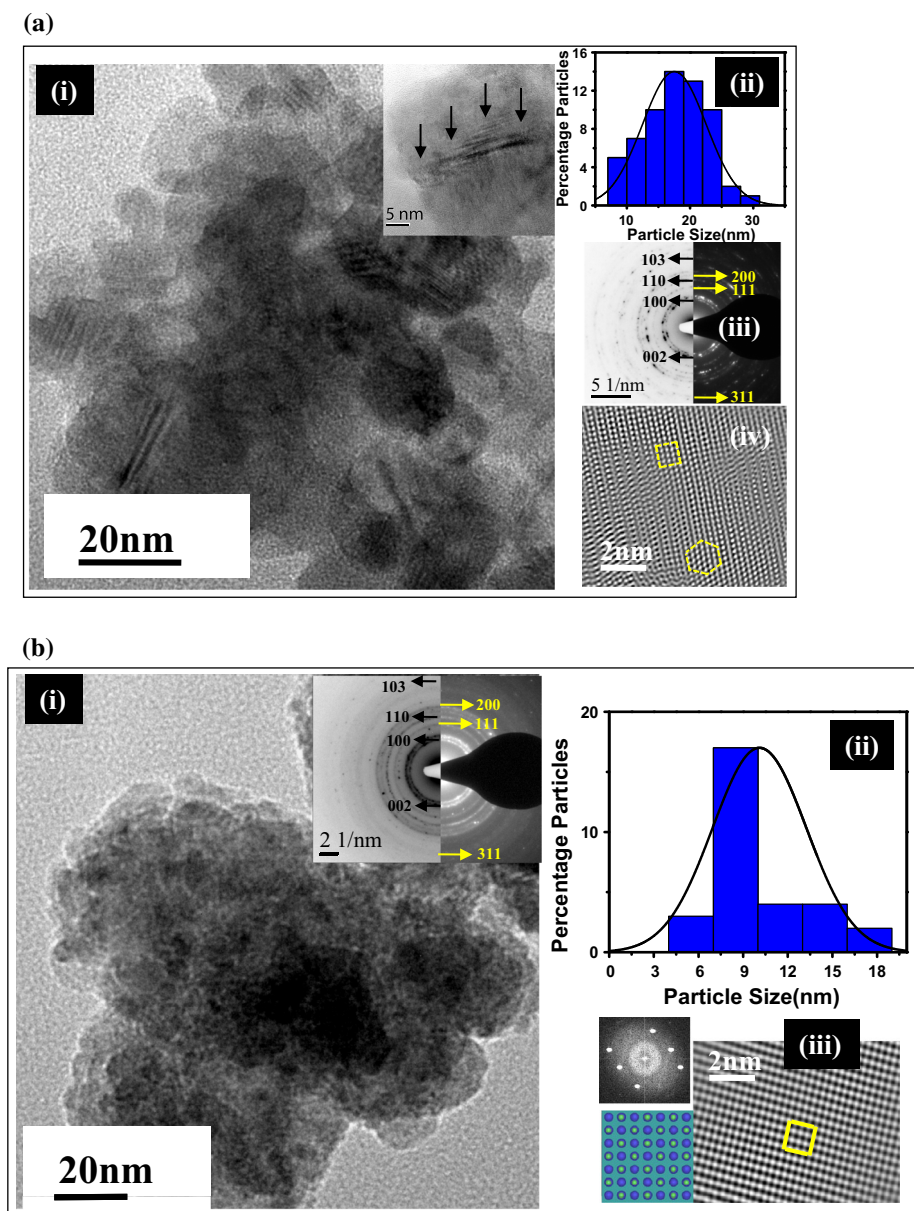 (a)
(i)
5 nm
20nm
(ii)
Percentage Particles
16
12
8
4
0
10 20 30
Particle Size(nm)
103
110
100
002
200
111
311
(iii)
5 1/nm
(iv)
2nm
(b)
(i)
103
110
100
002
200
111
311
2 1/nm
20nm
(ii)
Percentage Particles
20
10
0
0 3 6 9 12 15 18
Particle Size(nm)
(iii)
2nm